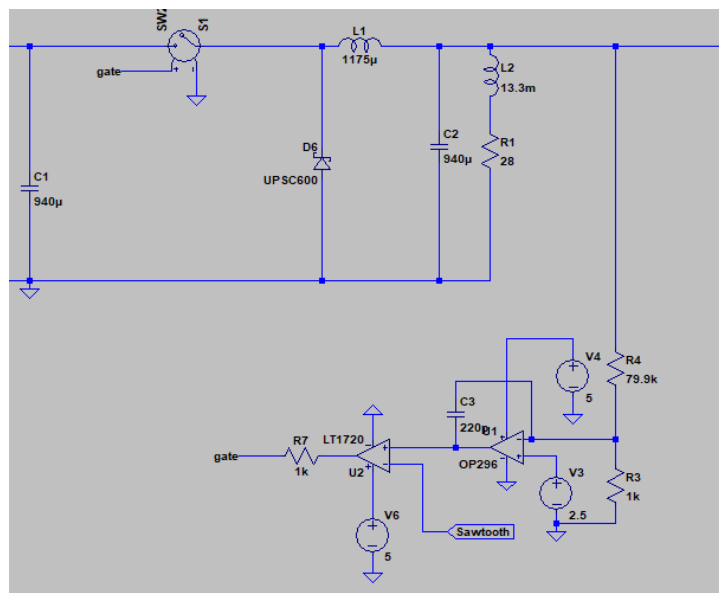 S1
gate
L1
1175µ
L2
13.3m
D6
UPSC600
C2
940µ
R1
28
C1
940µ
V4
5
R4
79.9k
C3
220p
U1
OP296
R7
1k
gate
LT1720
U2
V3
2.5
R3
1k
V6
5
Sawtooth